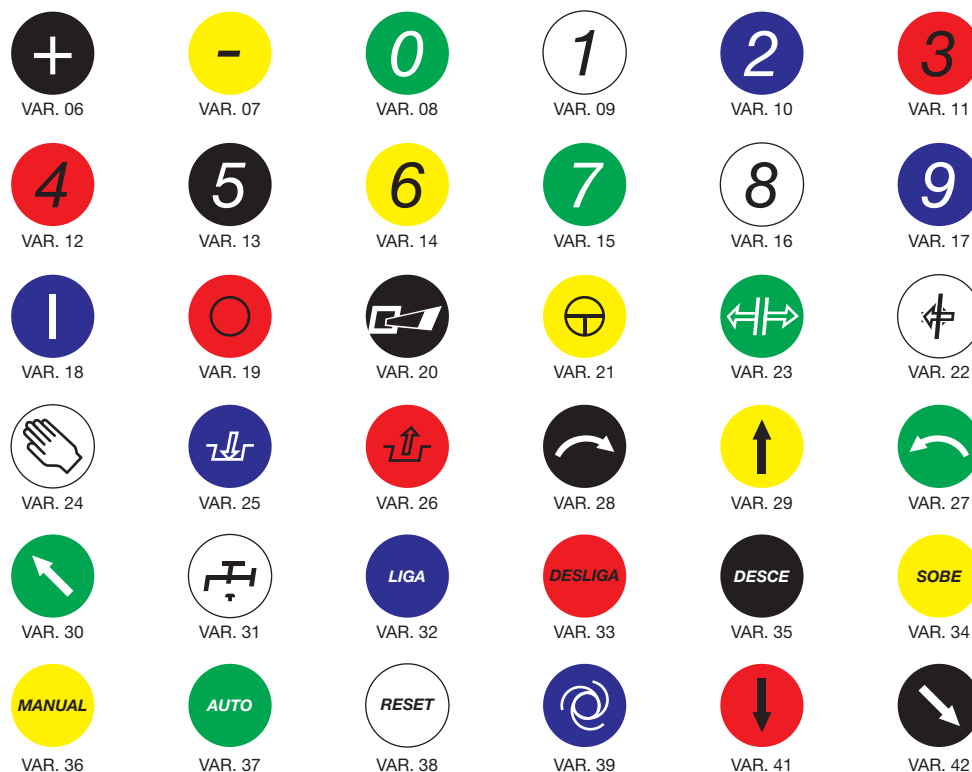 + - 0 1 2 3
VAR. 06 VAR. 07 VAR. 08 VAR. 09 VAR. 10 VAR. 11
4 5 6 7 8 9
VAR. 12 VAR. 13 VAR. 14 VAR. 15 VAR. 16 VAR. 17
VAR. 18 VAR. 19 VAR. 20 VAR. 21 VAR. 23 VAR. 22
VAR. 24 VAR. 25 VAR. 26 VAR. 28 VAR. 29 VAR. 27
LIGA DESLIGA DESCE SOBE
VAR. 30 VAR. 31 VAR. 32 VAR. 33 VAR. 35 VAR. 34
MANUAL AUTO RESET
VAR. 36 VAR. 37 VAR. 38 VAR. 39 VAR. 41 VAR. 42